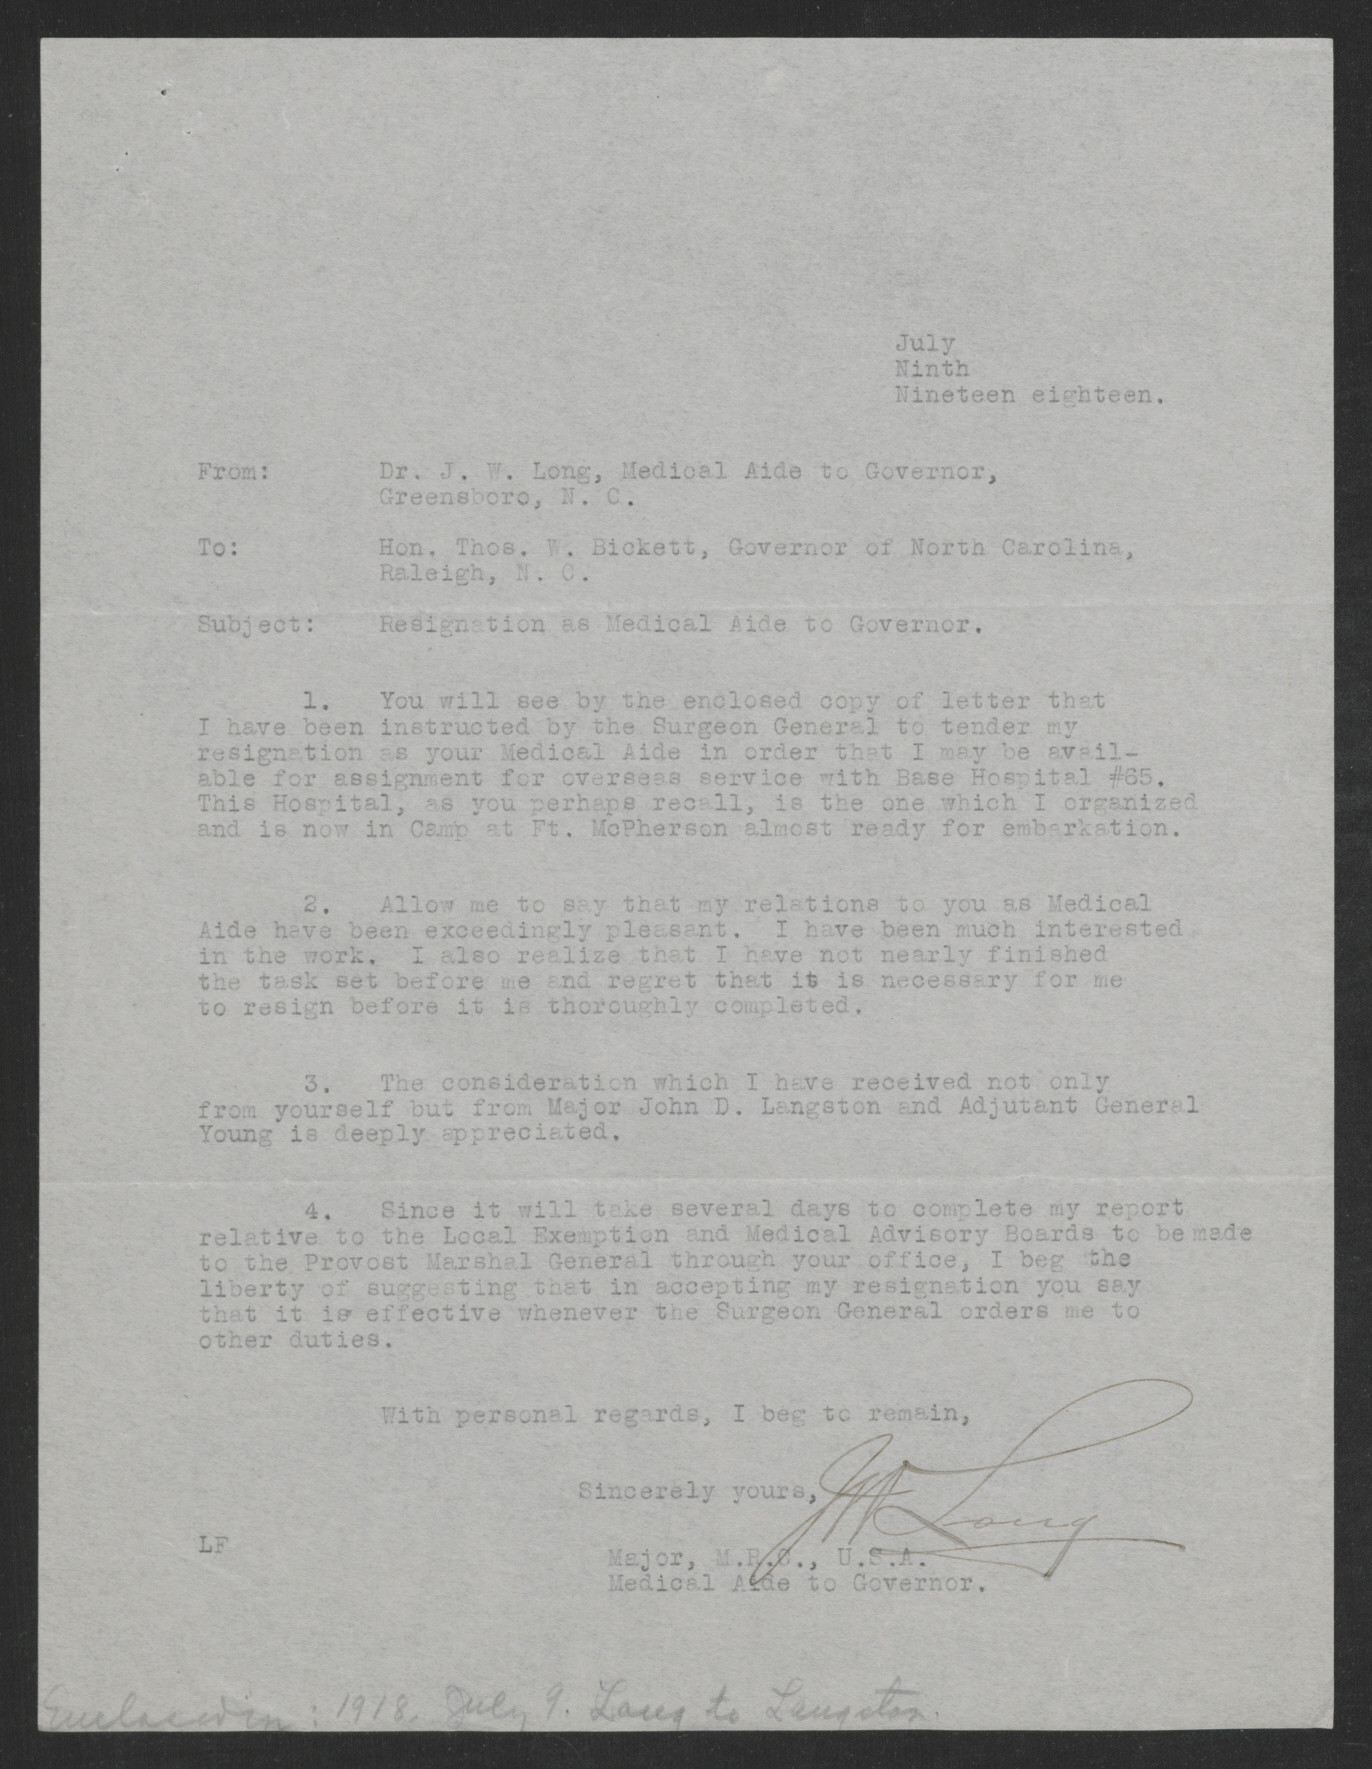 July
Ninth
Nineteen eighteen.
From: Dr. J. W. Long, Medical Aide to Governor,
Greensboro, N. C.
To: Hon. Thos. W. Bickett, Governor of North Carolina,
Raleigh, N. C.
Subject: Resignation as Medical Aide to Governor.
1. You will see by the enclosed copy of letter that
I have been instructed by the Surgeon General to tender my
resignation as your Medical Aide in order that I may be avail-
able for assignment for overseas service with Base Hospital #65.
This Hospital, as you perhaps recall, is the one which I organized
and is now in Camp at Ft. McPherson almost ready for embarkation.
2. Allow me to say that my relations to you as Medical
Aide have been exceedingly pleasant. I have been much interested
in the work. I also realize that I have not nearly finished
the task set before me and regret that it is necessary for me
to resign before it is thoroughly completed.
3. The consideration which I have received not only
from yourself but from Major John D. Langston and Adjutant General
Young is deeply appreciated.
4. Since it will take several days to complete my report
relative to the Local Exemption and Medical Advisory Boards to be made
to the Provost Marshal General through your office, I beg the
liberty of suggesting that in accepting my resignation you say
that it is effective whenever the Surgeon General orders me to
other duties.
With personal regards, I beg to remain,
Sincerely yours,
JW Long
LF
Major, M.R.C., U.S.A.
Medical Aide to Governor.
Enclosed in: 1918, July 9. Long to Langston.